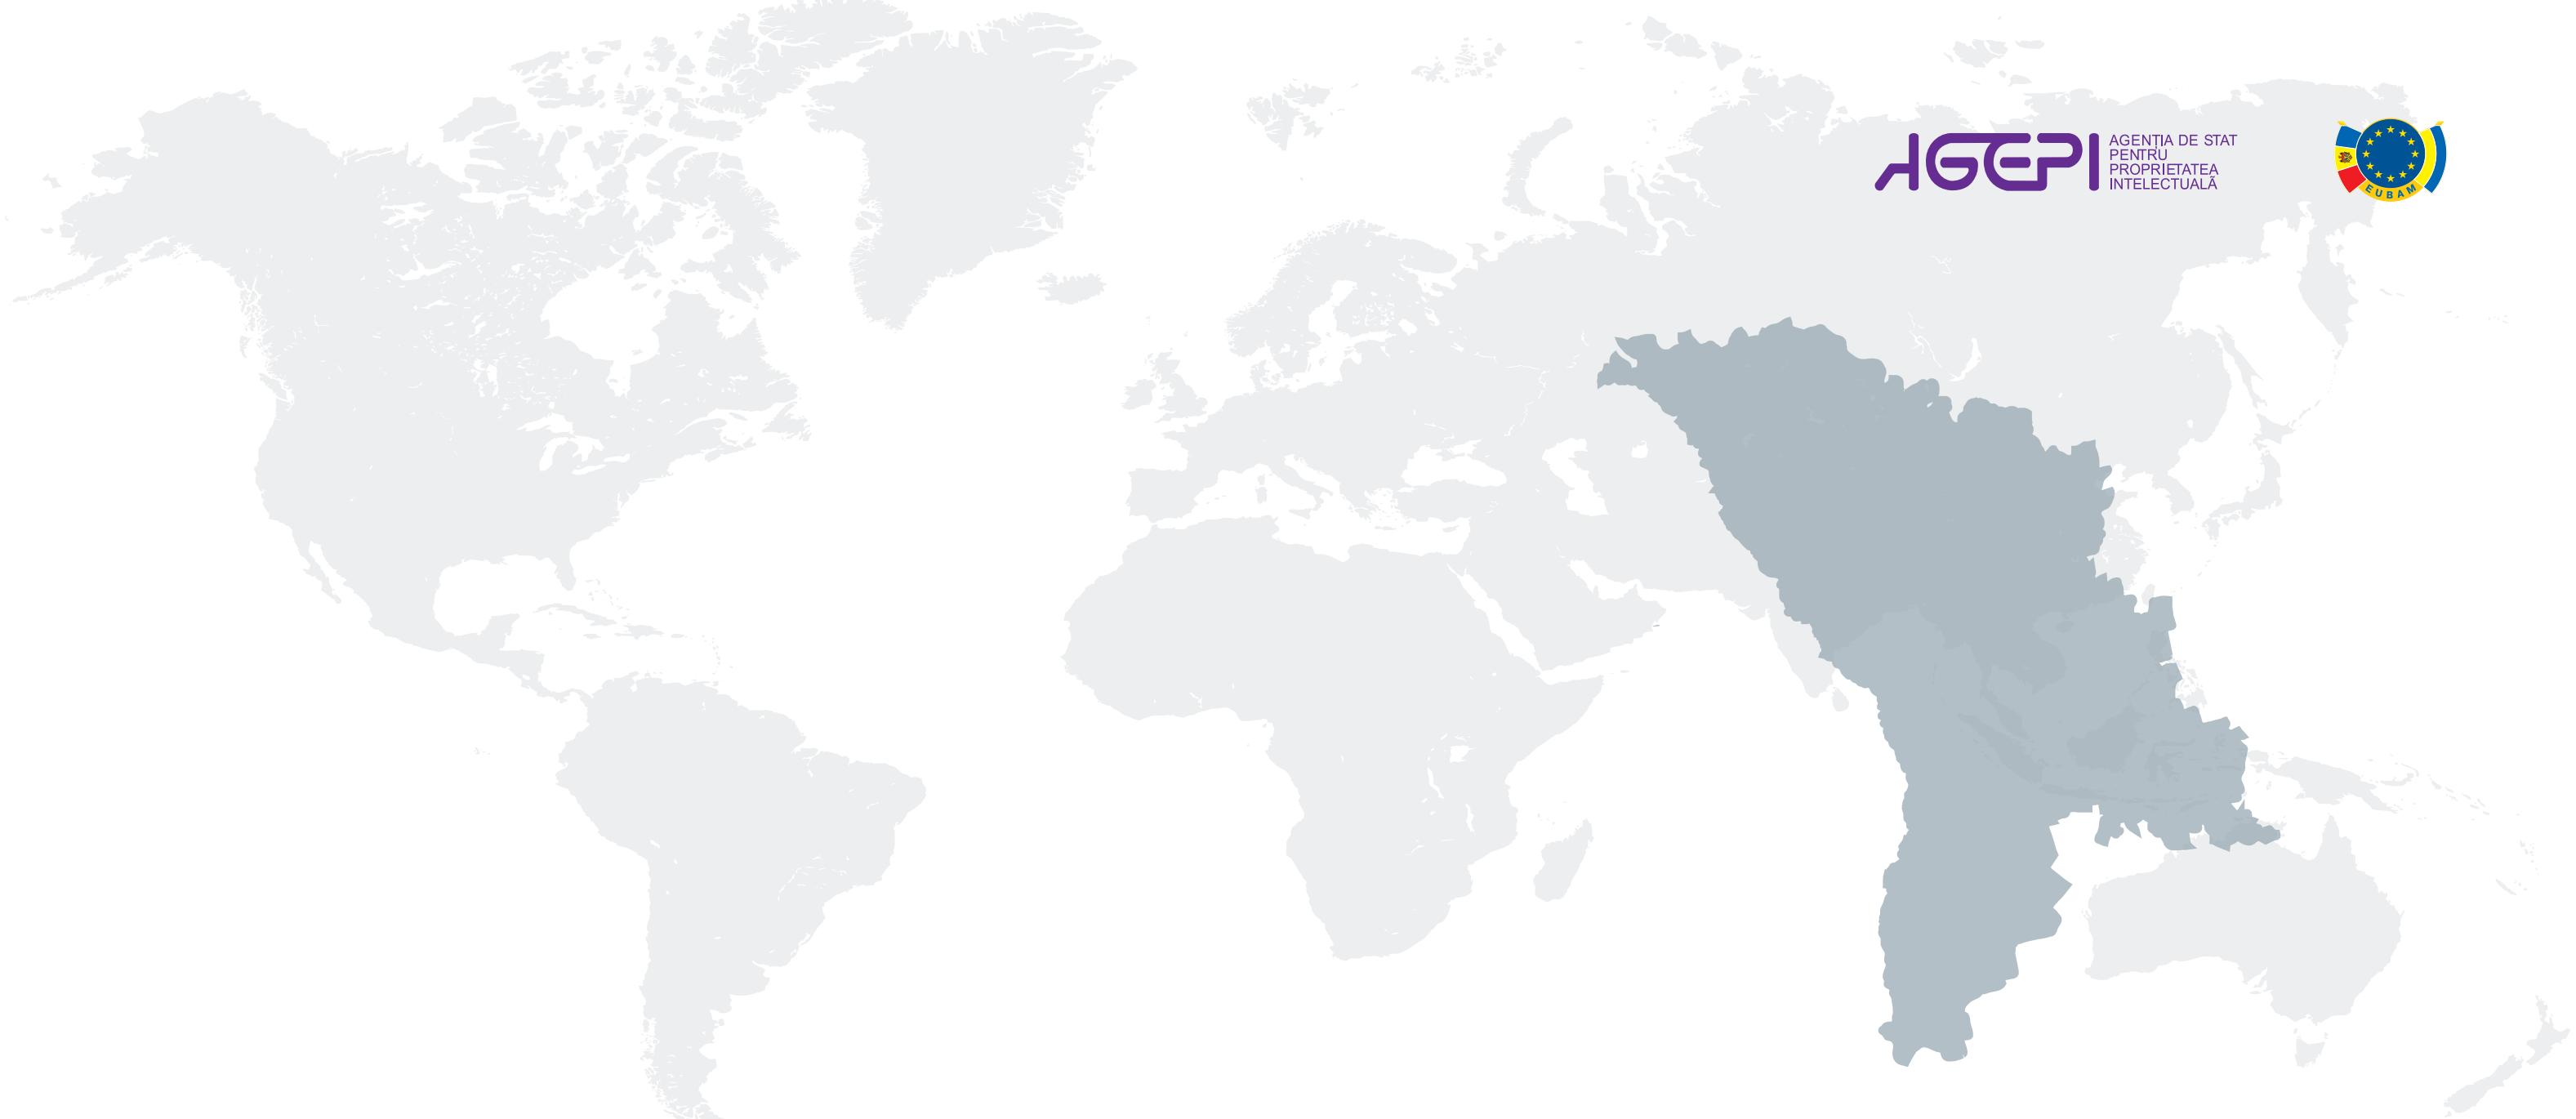 AGEPI
AGENȚIA DE STAT
PENTRU
PROPRIETATEA
INTELECTUALĂ
EUBAM